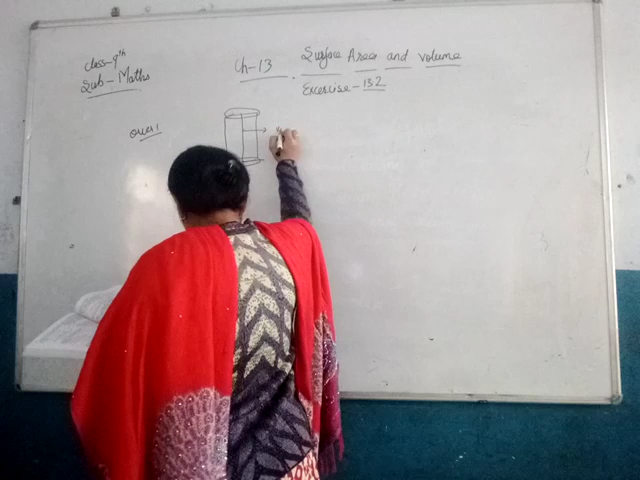 Class-9th
Sub - Maths
Ch-13 Surface Area and Volume
Exercise - 13.2
Ques1